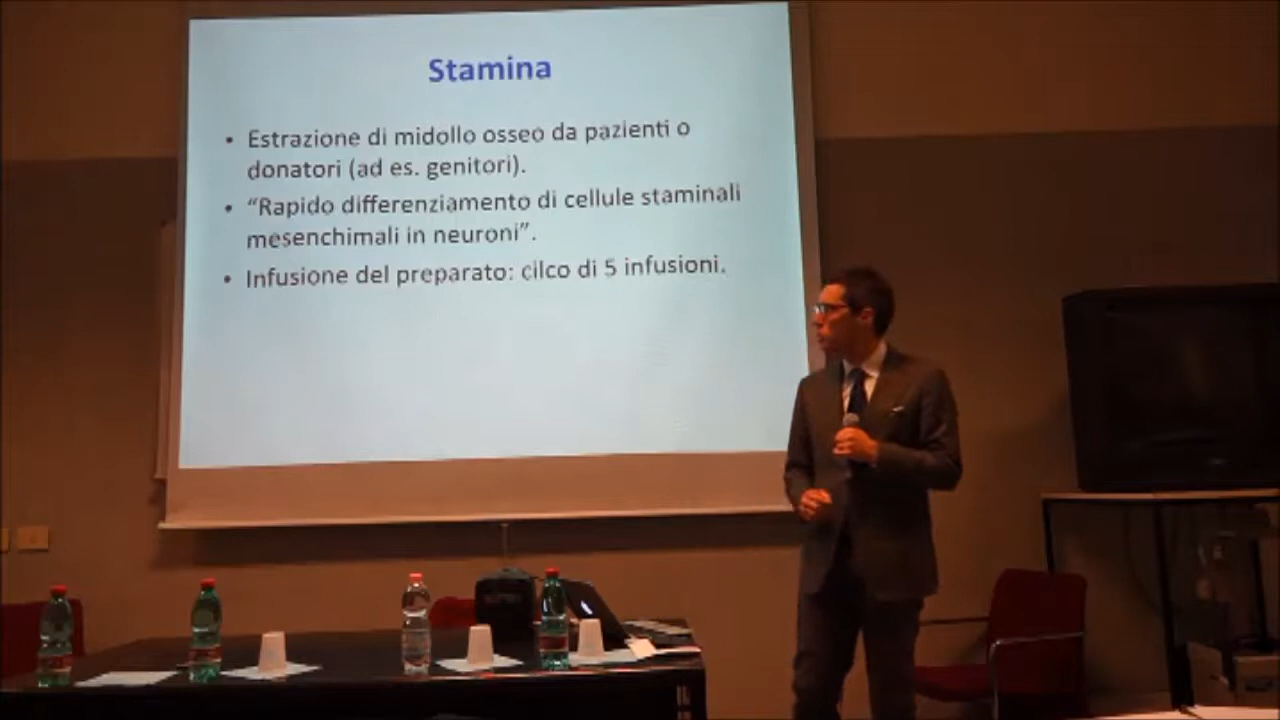 Stamina
• Estrazione di midollo osseo da pazienti o
donatori (ad es. genitori).
• “Rapido differenziamento di cellule staminali
mesenchimali in neuroni”.
• Infusione del preparato: cilco di 5 infusioni.